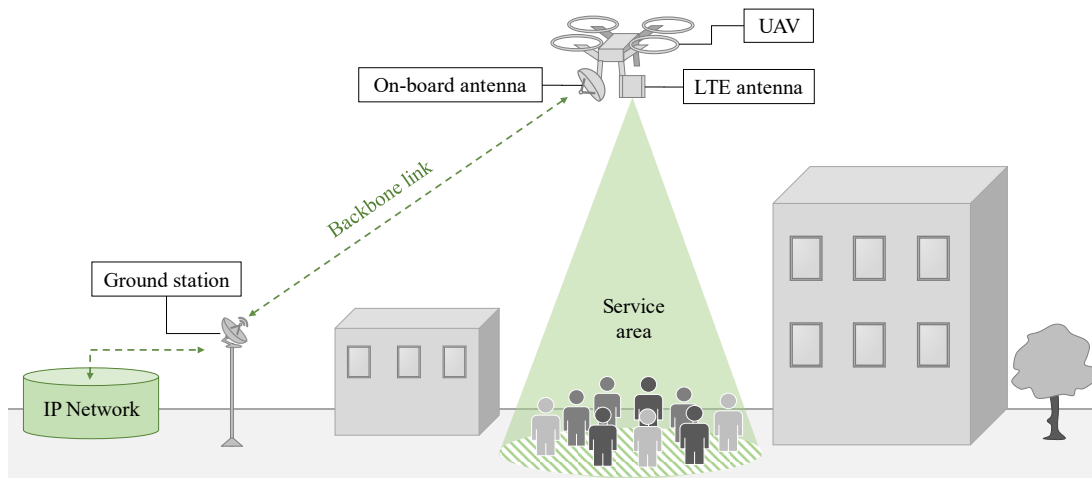 UAV
On-board antenna
LTE antenna
Backbone link
Ground station
Service
area
IP Network